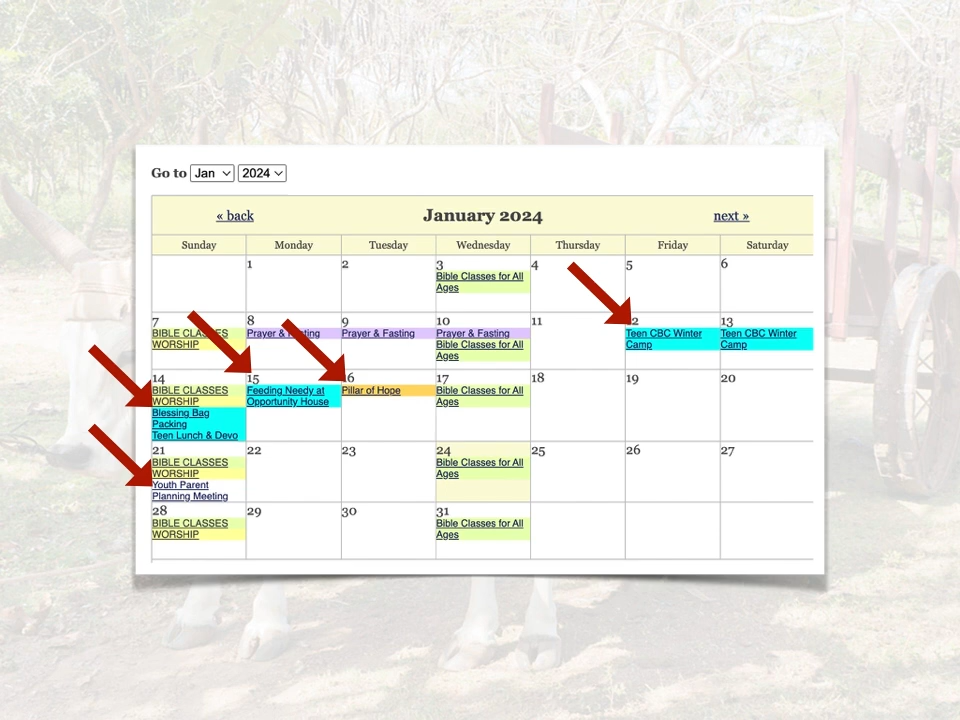 Go to Jan 2024
« back January 2024 next »
Sunday Monday Tuesday Wednesday Thursday Friday Saturday
1 2 3 4 5 6
Bible Classes for All
Ages
7 8 9 10 11 12 13
BIBLE CLASSES Prayer & Fasting Prayer & Fasting Prayer & Fasting Teen CBC Winter Teen CBC Winter
WORSHIP Bible Classes for All Camp Camp
Ages
14 15 16 17 18 19 20
BIBLE CLASSES Feeding Needy at Pillar of Hope Bible Classes for All
WORSHIP Opportunity House Ages
Blessing Bag
Packing
Teen Lunch & Devo
21 22 23 24 25 26 27
BIBLE CLASSES Bible Classes for All
WORSHIP Ages
Youth Parent
Planning Meeting
28 29 30 31
BIBLE CLASSES Bible Classes for All
WORSHIP Ages